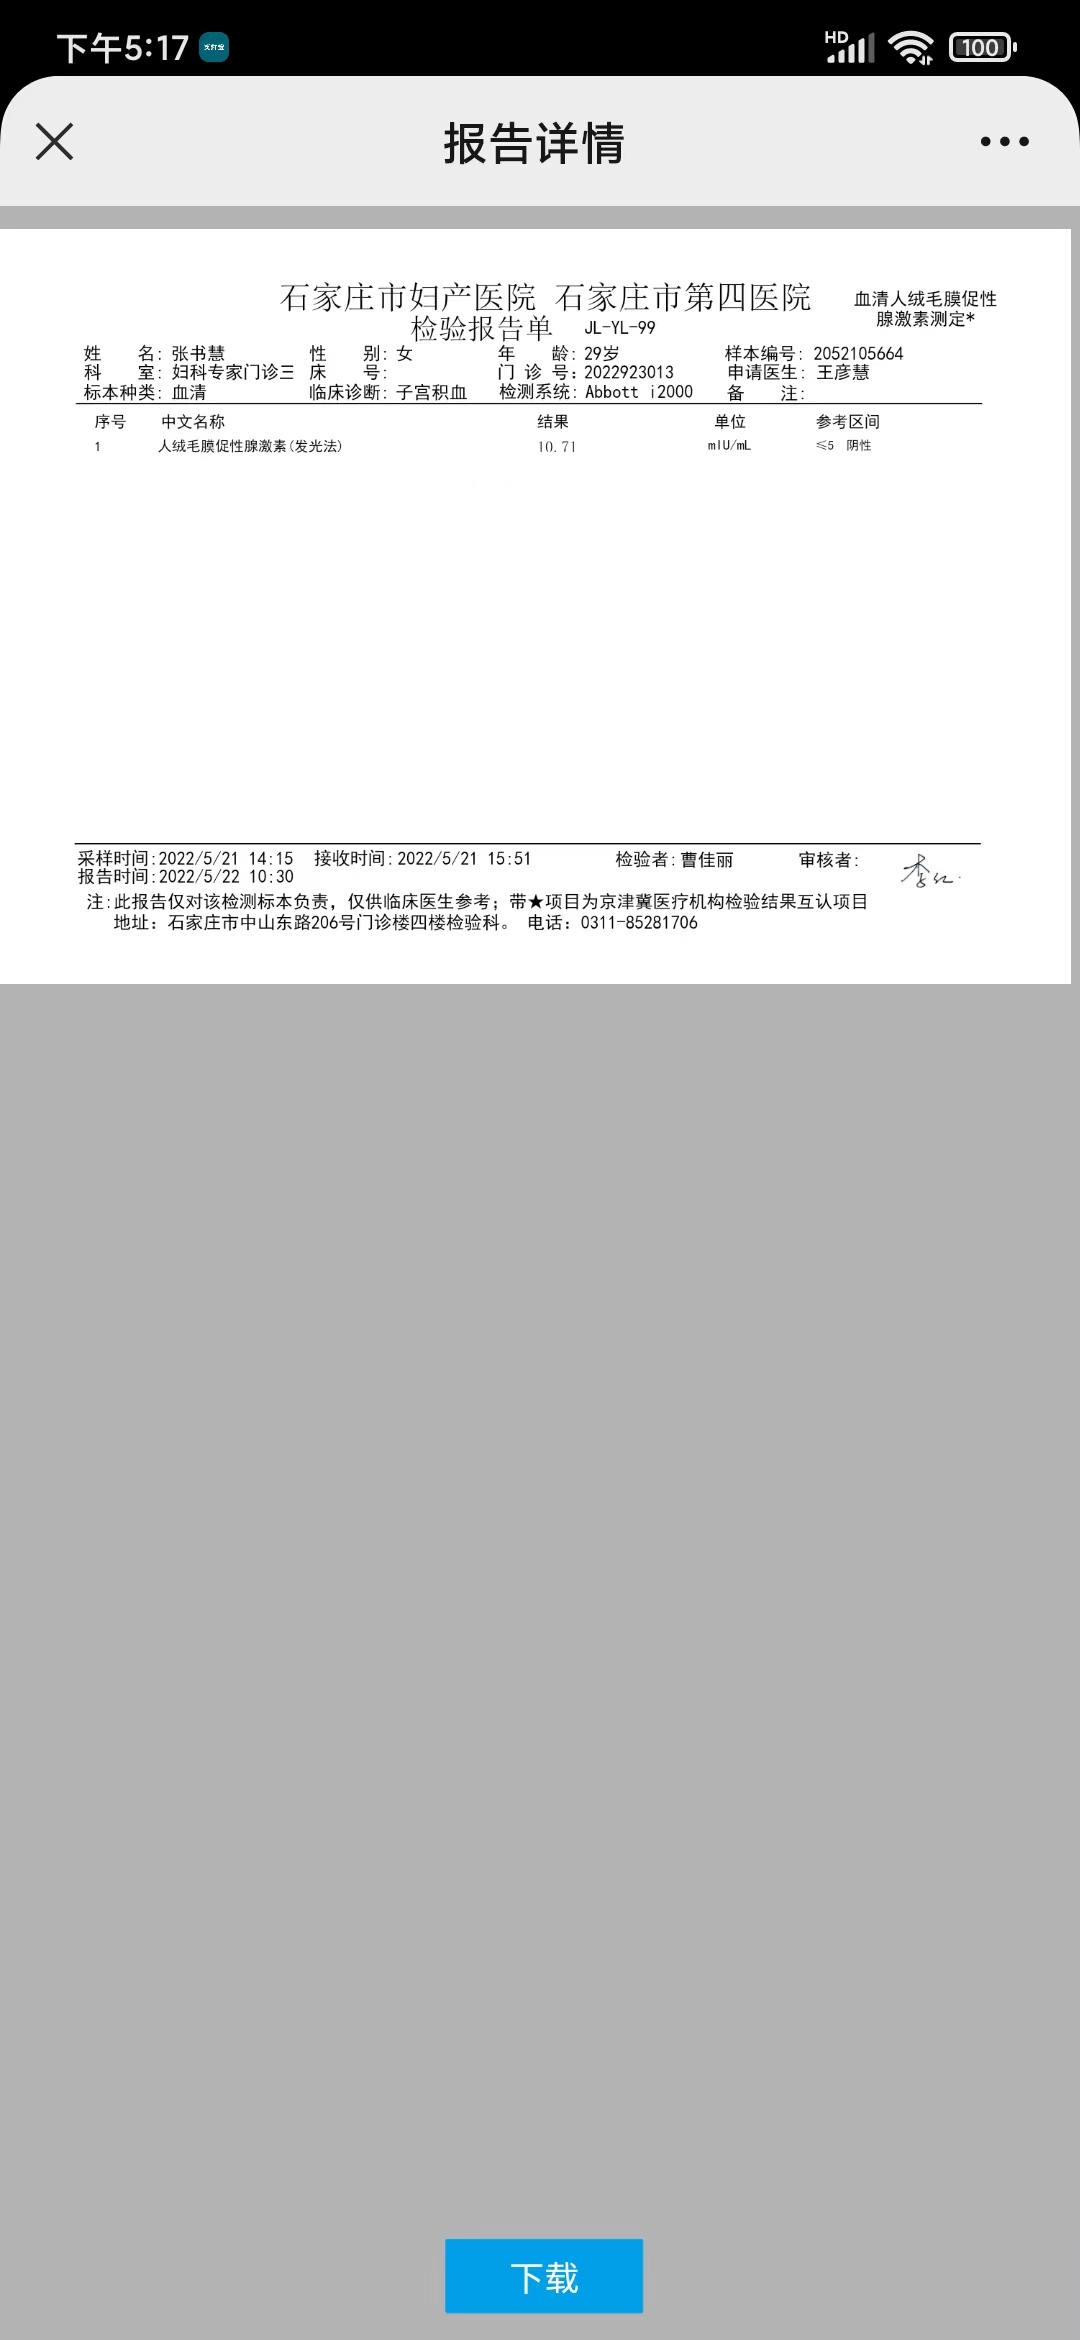 下午5:17
HD
100
报告详情
石家庄市妇产医院 石家庄市第四医院
血清人绒毛膜促性
腺激素测定*
检验报告单 JL-YL-99
姓 名: 张书慧 性 别: 女 年 龄: 29岁 样本编号: 2052105664
科 室: 妇科专家门诊三 床 号: 门 诊 号: 2022923013 申请医生: 王彦慧
标本种类: 血清 临床诊断: 子宫积血 检测系统: Abbott i2000 备 注:
序号 中文名称 结果 单位 参考区间
1 人绒毛膜促性腺激素(发光法) 10.71 mIU/mL ≤5 阴性
采样时间:2022/5/21 14:15 接收时间:2022/5/21 15:51 检验者:曹佳丽 审核者:
报告时间:2022/5/22 10:30
注:此报告仅对该检测标本负责，仅供临床医生参考；带★项目为京津冀医疗机构检验结果互认项目
地址：石家庄市中山东路206号门诊楼四楼检验科。 电话：0311-85281706
下载